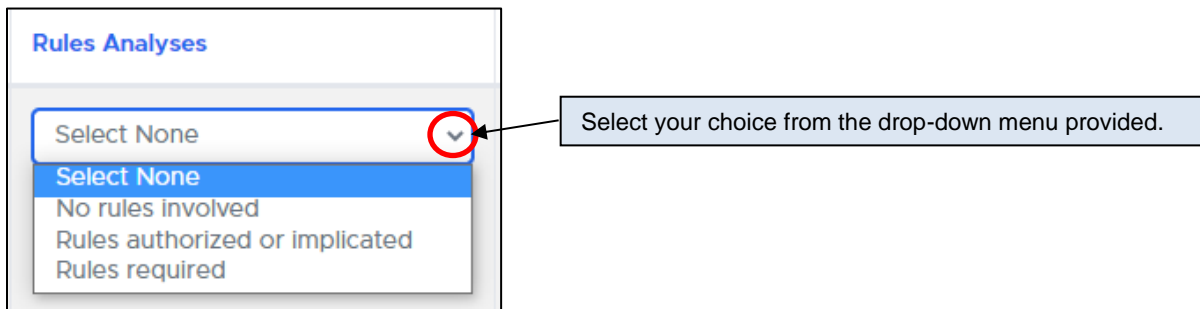 Rules Analyses
Select None
Select your choice from the drop-down menu provided.
Select None
No rules involved
Rules authorized or implicated
Rules required